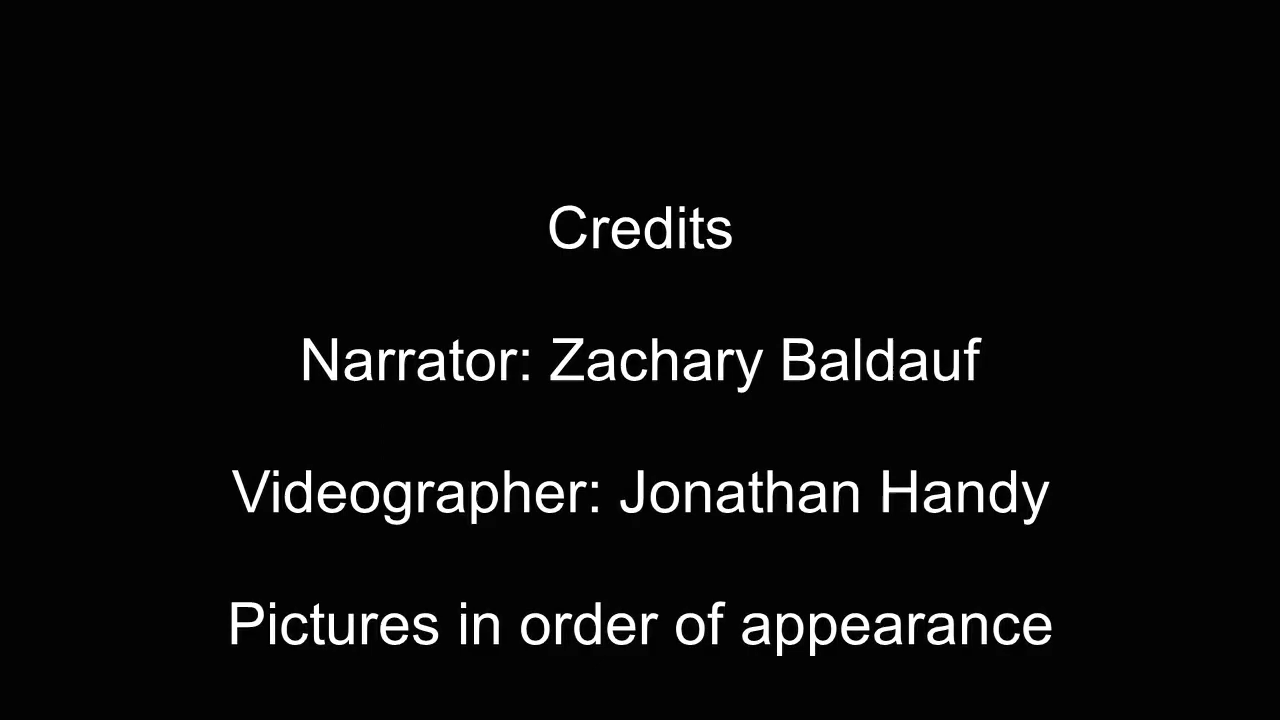 Credits
Narrator: Zachary Baldauf
Videographer: Jonathan Handy
Pictures in order of appearance